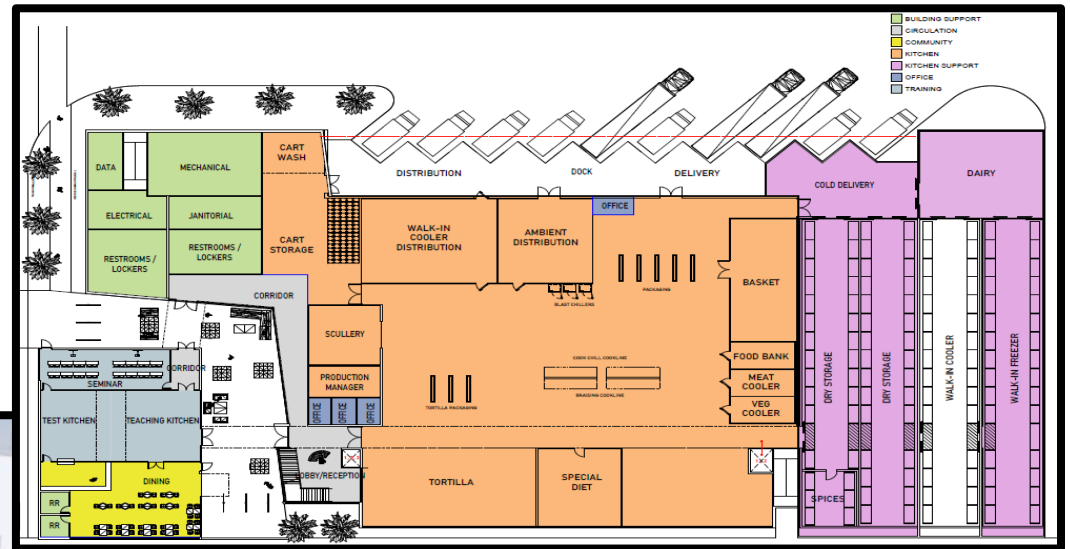 BUILDING SUPPORT
CIRCULATION
COMMUNITY
KITCHEN
KITCHEN SUPPORT
OFFICE
TRAINING
DATA
MECHANICAL
CART
WASH
DISTRIBUTION
DOCK
DELIVERY
COLD DELIVERY
DAIRY
ELECTRICAL
JANITORIAL
RESTROOMS /
LOCKERS
RESTROOMS /
LOCKERS
CART
STORAGE
WALK-IN
COOLER
DISTRIBUTION
AMBIENT
DISTRIBUTION
OFFICE
PACKAGING
BLAST CHILLERS
BASKET
CORRIDOR
SCULLERY
COOK CHILL COOKLINE
BRAISING COOKLINE
FOOD BANK
MEAT
COOLER
VEG
COOLER
DRY STORAGE
DRY STORAGE
WALK-IN COOLER
WALK-IN FREEZER
CORRIDOR
SEMINAR
PRODUCTION
MANAGER
TORTILLA PACKAGING
OFFICE
OFFICE
OFFICE
TEST KITCHEN
TEACHING KITCHEN
LOBBY/RECEPTION
DINING
RR
RR
TORTILLA
SPECIAL
DIET
1
SPICES